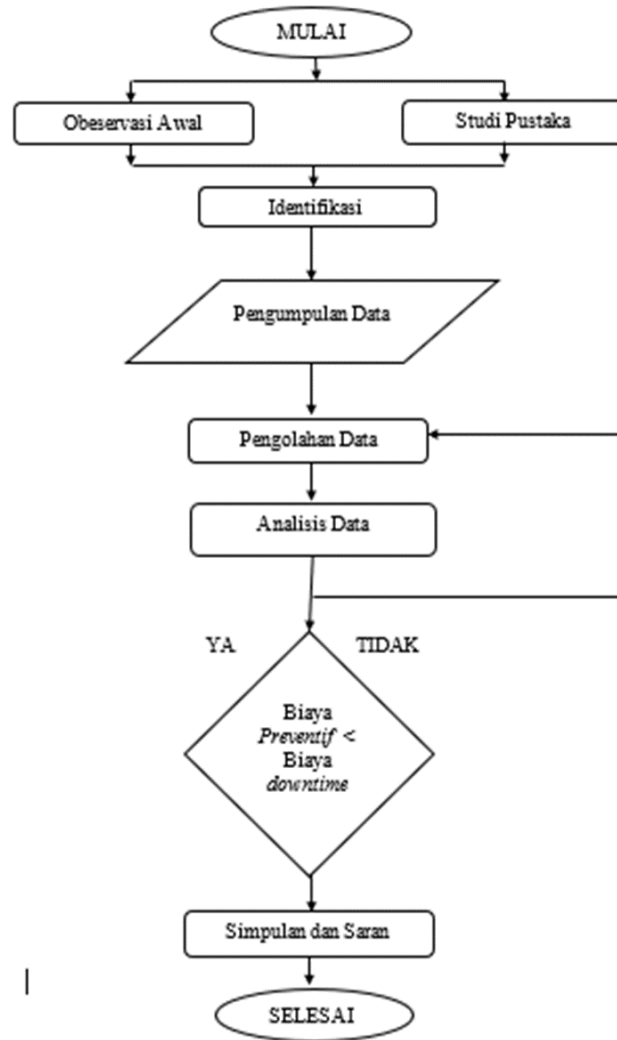 MULAI
Obeservasi Awal
Studi Pustaka
Identifikasi
Pengumpulan Data
Pengolahan Data
Analisis Data
YA
TIDAK
Biaya
Preventif <
Biaya
downtime
Simpulan dan Saran
SELESAI